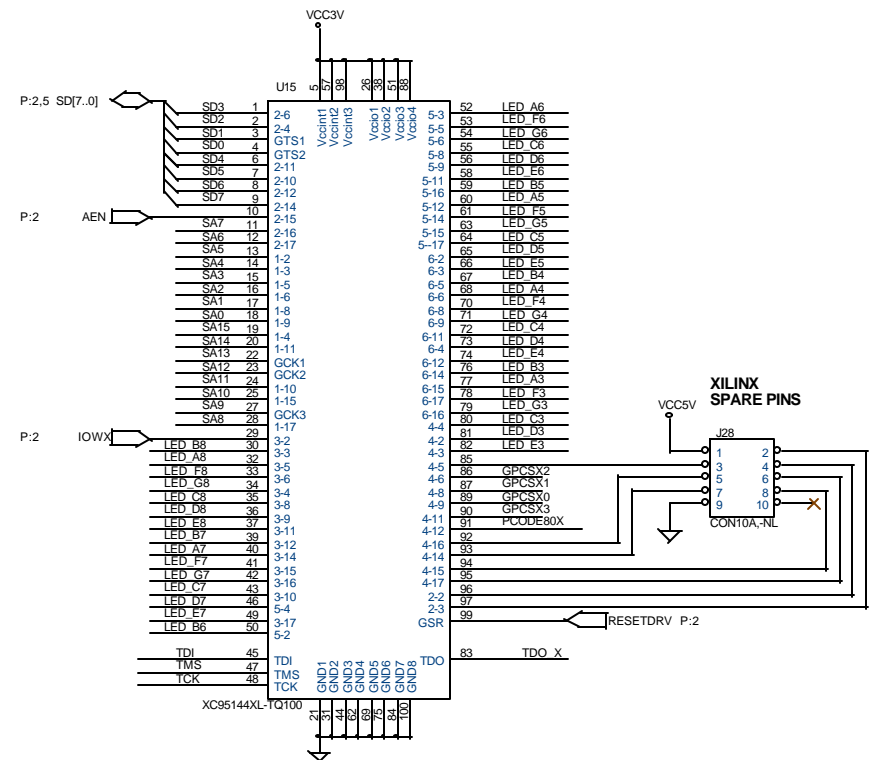 VCC3V
U15
5
57
98
26
38
51
88
Vccint1
Vccint2
Vccint3
Vccio1
Vccio2
Vccio3
Vccio4
P:2,5 SD[7..0]
SD3 1 2-6
SD2 2 2-4
SD1 3 GTS1
SD0 4 GTS2
SD4 6 2-11
SD5 7 2-10
SD6 8 2-12
SD7 9 2-14
P:2 AEN 10 2-15
SA7 11 2-16
SA6 12 2-17
SA5 13 1-2
SA4 14 1-3
SA3 15 1-5
SA2 16 1-6
SA1 17 1-8
SA0 18 1-9
SA15 19 1-4
SA14 20 1-11
SA13 22 GCK1
SA12 23 GCK2
SA11 24 1-10
SA10 25 1-15
SA9 27 GCK3
SA8 28 1-17
P:2 IOWX 29 3-2
LED_B8 30 3-3
LED_A8 32 3-5
LED_F8 33 3-6
LED_G8 34 3-4
LED_C8 35 3-8
LED_D8 36 3-9
LED_E8 37 3-11
LED_B7 39 3-12
LED_A7 40 3-14
LED_F7 41 3-15
LED_G7 42 3-16
LED_C7 43 3-10
LED_D7 46 5-4
LED_E7 49 3-17
LED_B6 50 5-2
TDI 45 TDI
TMS 47 TMS
TCK 48 TCK
5-3 52 LED_A6
5-5 53 LED_F6
5-6 54 LED_G6
5-8 55 LED_C6
5-9 56 LED_D6
5-11 58 LED_E6
5-16 59 LED_B5
5-12 60 LED_A5
5-14 61 LED_F5
5-15 63 LED_G5
5--17 64 LED_C5
6-2 65 LED_D5
6-3 66 LED_E5
6-5 67 LED_B4
6-6 68 LED_A4
6-8 70 LED_F4
6-9 71 LED_G4
6-11 72 LED_C4
6-4 73 LED_D4
6-12 74 LED_E4
6-14 76 LED_B3
6-15 77 LED_A3
6-17 78 LED_F3
6-16 79 LED_G3
4-4 80 LED_C3
4-2 81 LED_D3
4-3 82 LED_E3
4-5 85
4-6 86 GPCSX2
4-8 87 GPCSX1
4-9 89 GPCSX0
4-11 90 GPCSX3
4-12 91 PCODE80X
4-16 92
4-14 93
4-15 94
4-17 95
2-2 96
2-3 97
GSR 99 RESETDRV P:2
TDO 83 TDO_X
GND1
GND2
GND3
GND4
GND5
GND6
GND7
GND8
XC95144XL-TQ100
21
31
44
62
69
75
84
100
XILINX
SPARE PINS
VCC5V
J28
1 2
3 4
5 6
7 8
9 10
CON10A,-NL